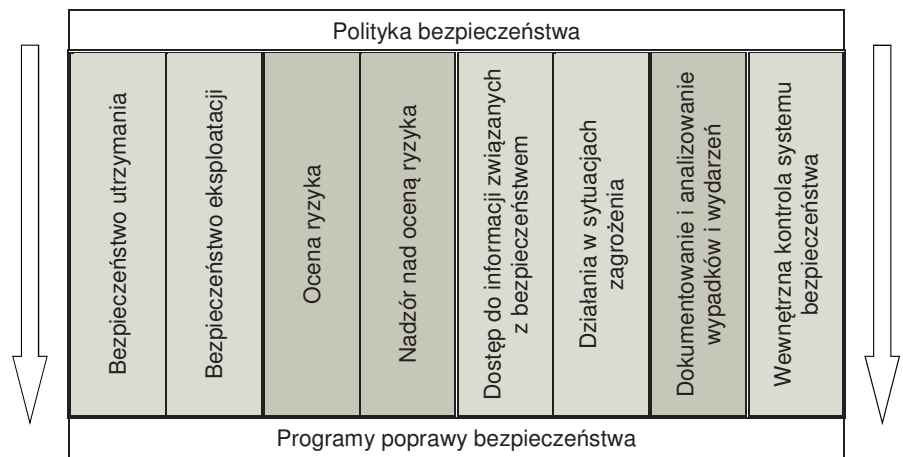 Polityka bezpieczeństwa
Bezpieczeństwo utrzymania
Bezpieczeństwo eksploatacji
Ocena ryzyka
Nadzór nad oceną ryzyka
Dostęp do informacji związanych
z bezpieczeństwem
Działania w sytuacjach
zagrożenia
Dokumentowanie i analizowanie
wypadków i wydarzeń
Wewnętrzna kontrola systemu
bezpieczeństwa
Programy poprawy bezpieczeństwa